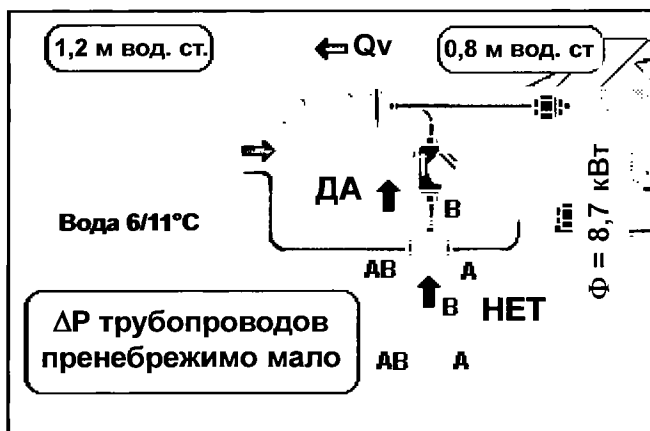 1,2 м вод. ст.
⇐ Qv
0,8 м вод. ст
ДА
B
Вода 6/11°C
Ф = 8,7 кВт
AB A
B НЕТ
ΔP трубопроводов
пренебрежимо мало
AB A